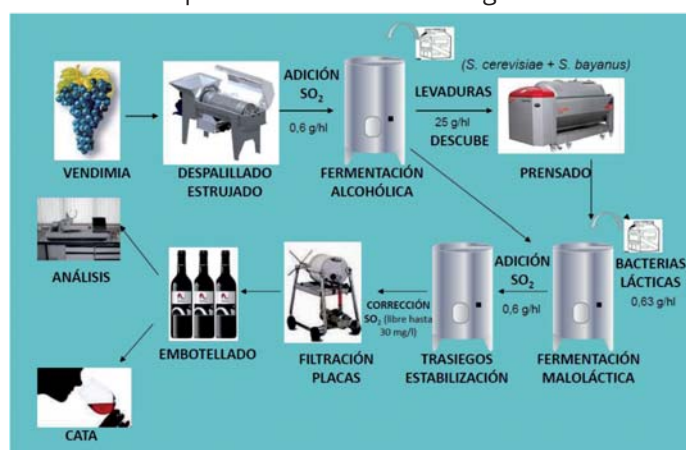 (S. cerevisiae + S. bayanus)
ADICIÓN
SO₂
0,6 g/hl
LEVADURAS
25 g/hl
DESCUBE
VENDIMIA
DESPALILLADO
ESTRUJADO
FERMENTACIÓN
ALCOHÓLICA
PRENSADO
BACTERIAS
LÁCTICAS
0,63 g/hl
FERMENTACIÓN
MALOLÁCTICA
ADICIÓN
SO₂
0,6 g/hl
TRASIEGOS
ESTABILIZACIÓN
CORRECCIÓN
SO₂ (libre hasta
30 mg/l)
FILTRACIÓN
PLACAS
EMBOTELLADO
ANÁLISIS
CATA